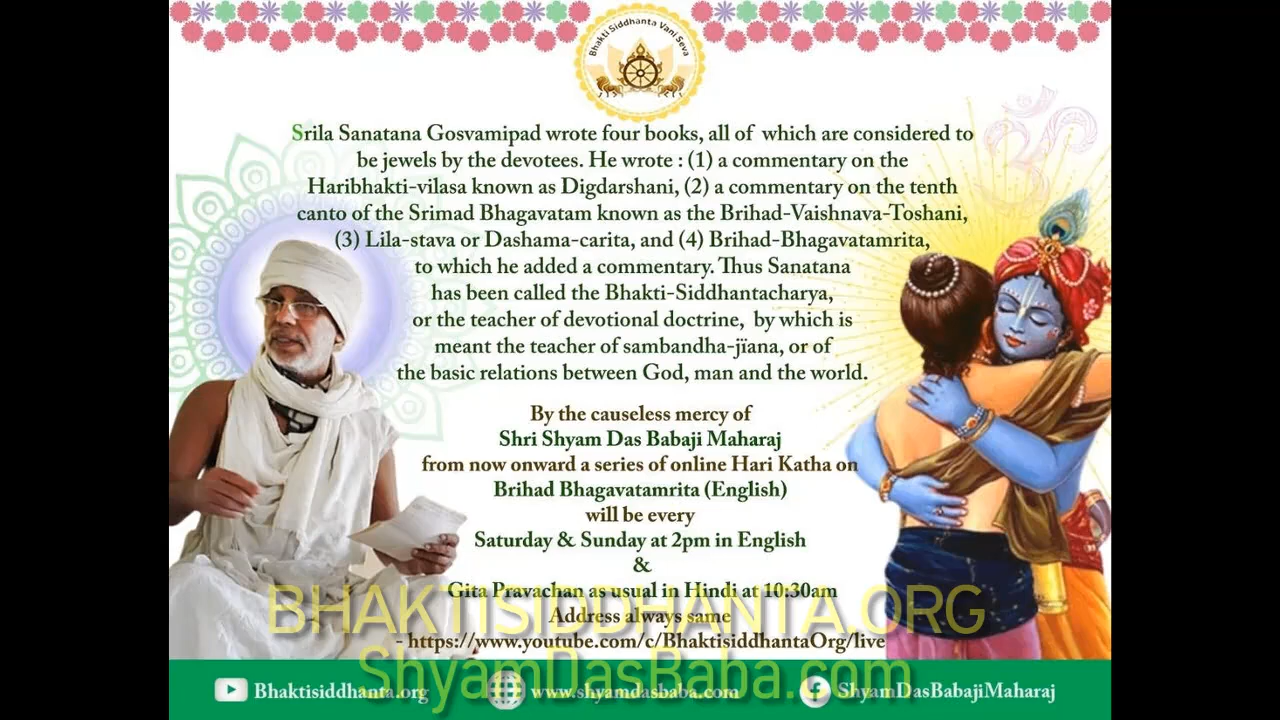 Bhakti Siddhanta Vani Seva
Srila Sanatana Gosvamipad wrote four books, all of which are considered to
be jewels by the devotees. He wrote : (1) a commentary on the
Haribhakti-vilasa known as Digdarshani, (2) a commentary on the tenth
canto of the Srimad Bhagavatam known as the Brihad-Vaishnava-Toshani,
(3) Lila-stava or Dashama-carita, and (4) Brihad-Bhagavatamrita,
to which he added a commentary. Thus Sanatana
has been called the Bhakti-Siddhantacharya,
or the teacher of devotional doctrine, by which is
meant the teacher of sambandha-jïana, or of
the basic relations between God, man and the world.
By the causeless mercy of
Shri Shyam Das Babaji Maharaj
from now onward a series of online Hari Katha on
Brihad Bhagavatamrita (English)
will be every
Saturday & Sunday at 2pm in English
&
Gita Pravachan as usual in Hindi at 10:30am
BHAKTISIDDHANTA.ORG
Address always same
- https://www.youtube.com/c/BhaktisiddhantaOrg/live
ShyamDasBaba.com
Bhaktisiddhanta.org
www.shyamdasbaba.com
ShyamDasBabajiMaharaj
ॐ